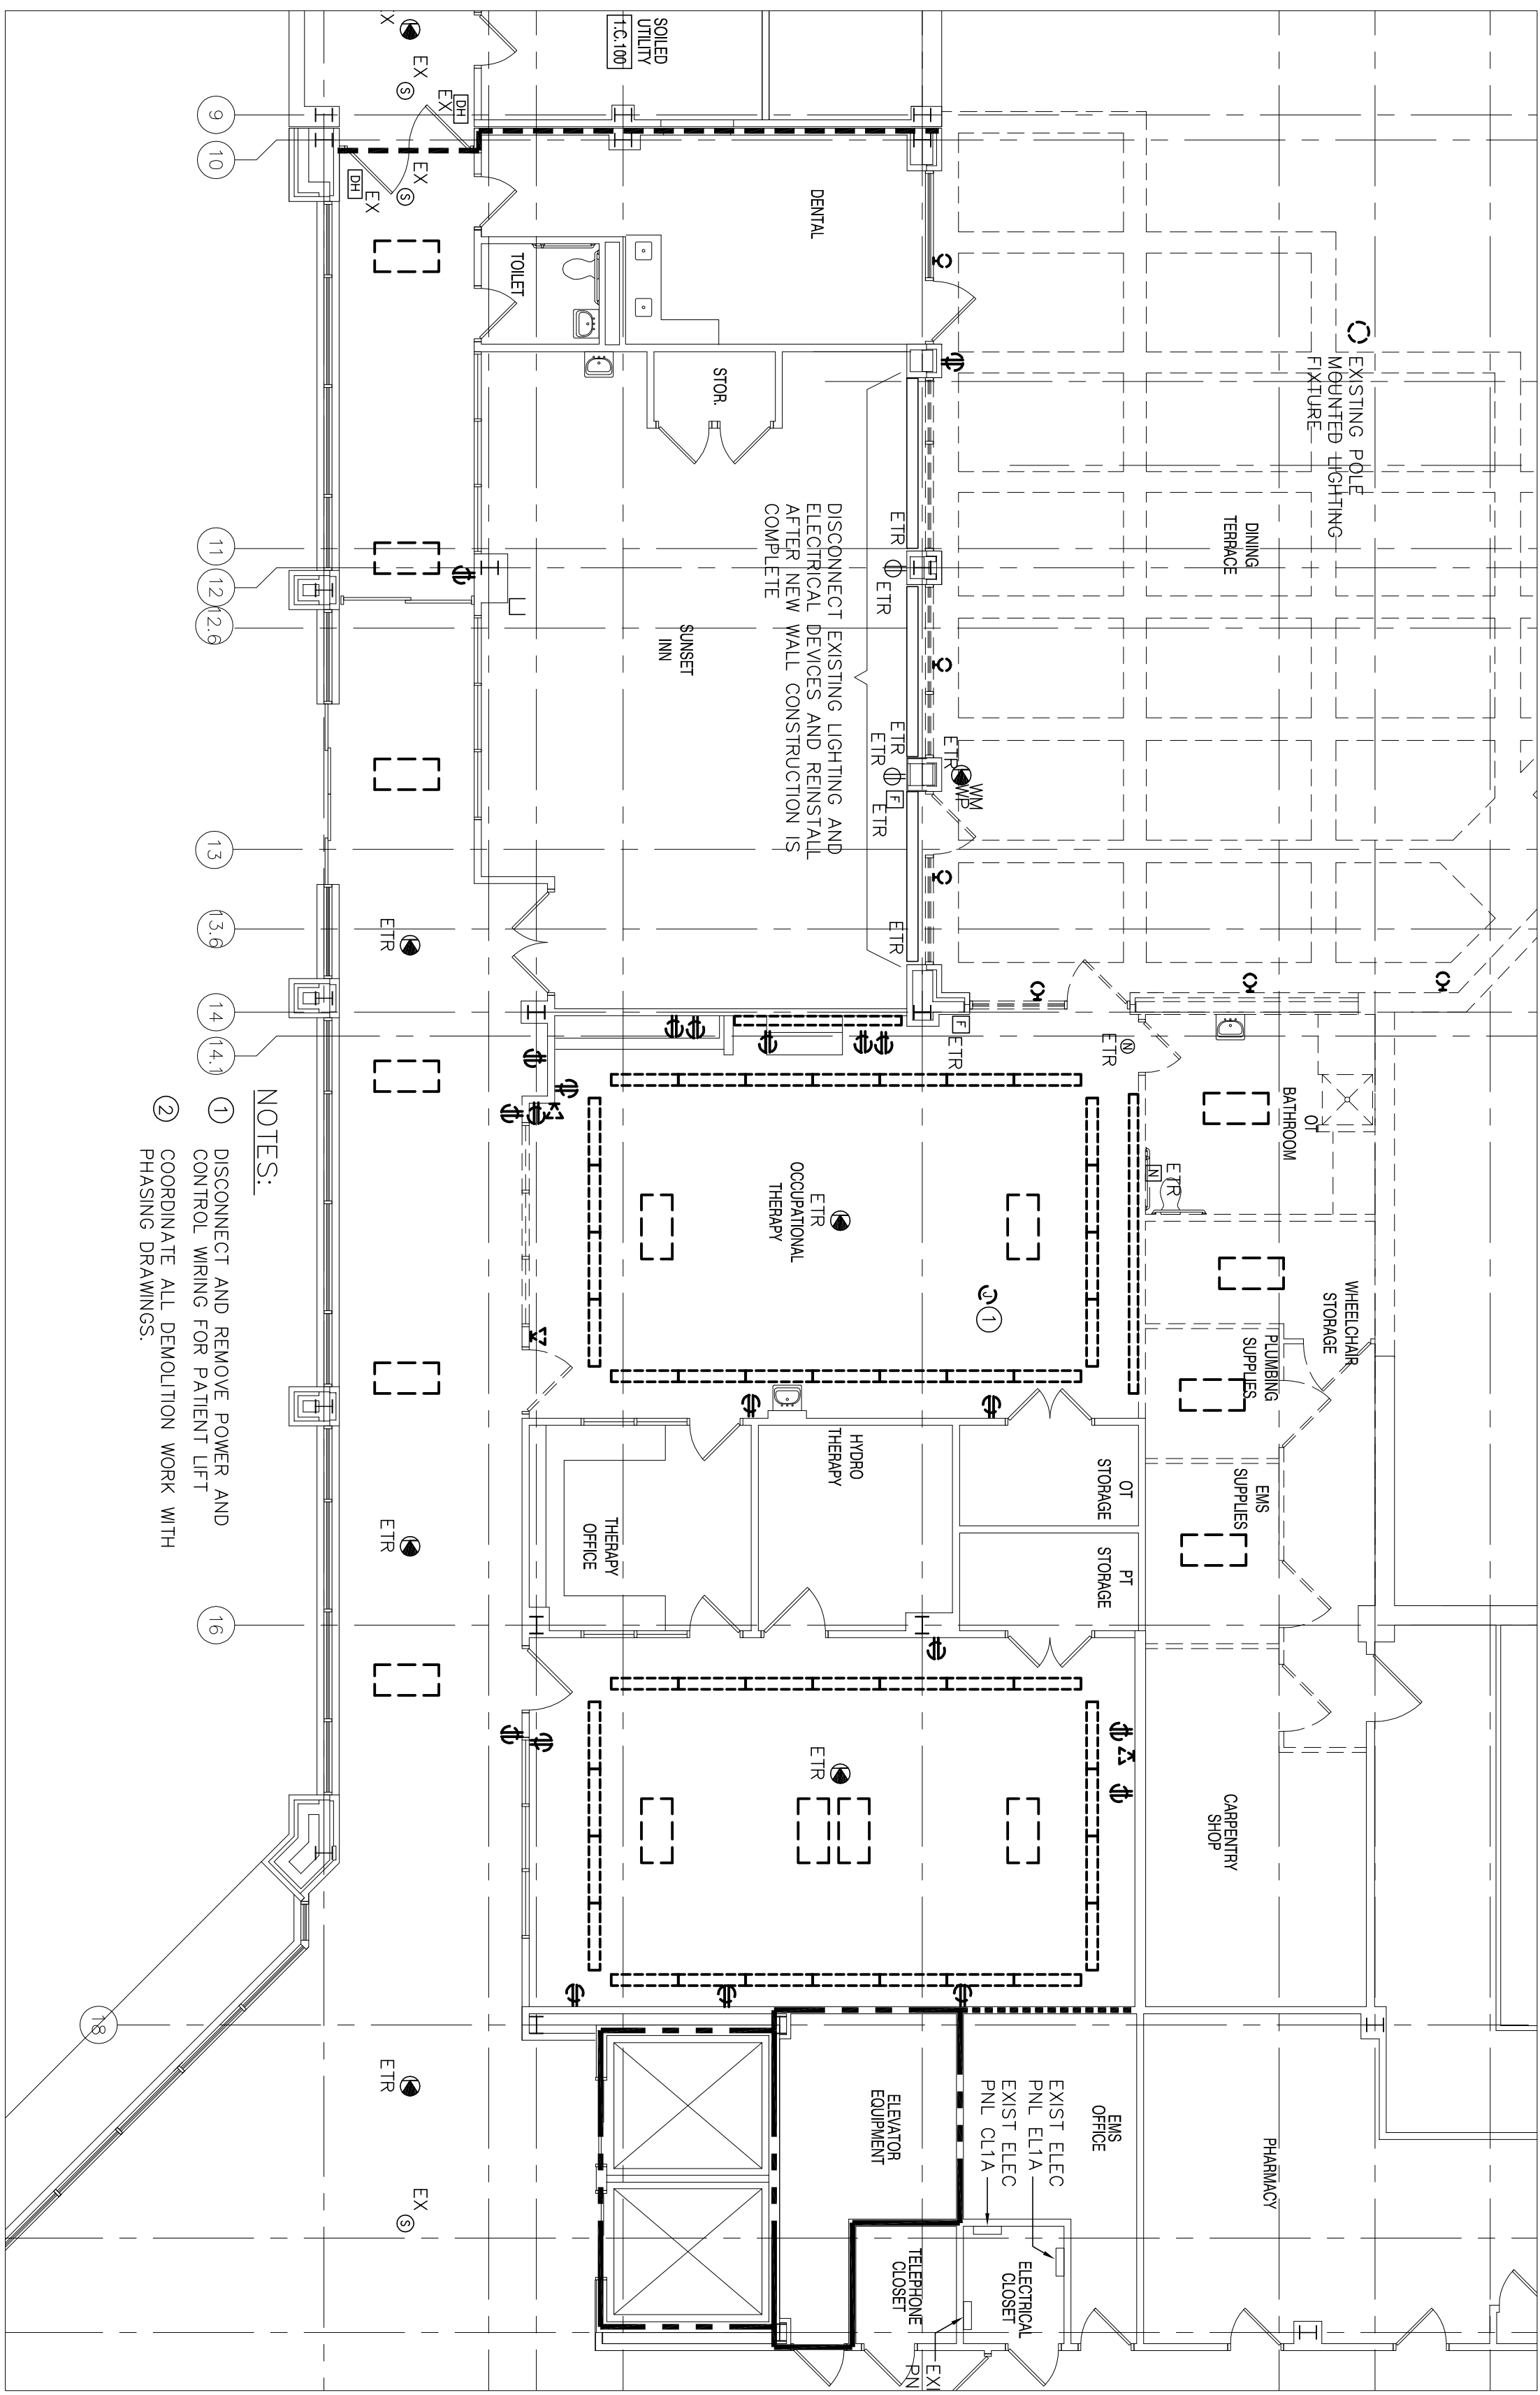 EXISTING POLE
MOUNTED LIGHTING
FIXTURE
DINING
TERRACE
SOILED
UTILITY
1.C.100
DENTAL
TOILET
STOR.
SUNSET
INN
DISCONNECT EXISTING LIGHTING AND
ELECTRICAL DEVICES AND REINSTALL
AFTER NEW WALL CONSTRUCTION IS
COMPLETE
ETR
ETR
ETR
ETR
ETR
ETR
ETR
WM
WP
F
EX
EX
S
DH
EX
EX
S
DH
EX
OT
BATHROOM
N
ETR
F
ETR
ETR
N
WHEELCHAIR
STORAGE
PLUMBING
SUPPLIES
EMS
SUPPLIES
OCCUPATIONAL
THERAPY
ETR
J
1
HYDRO
THERAPY
THERAPY
OFFICE
OT
STORAGE
PT
STORAGE
CARPENTRY
SHOP
ETR
PHARMACY
EMS
OFFICE
EXIST ELEC
PNL EL1A
EXIST ELEC
PNL CL1A
ELEVATOR
EQUIPMENT
ELECTRICAL
CLOSET
TELEPHONE
CLOSET
EXI
PN
ETR
ETR
ETR
EX
S
9
10
11
12
12.6
13
13.6
14
14.1
16
18
NOTES:
1 DISCONNECT AND REMOVE POWER AND
CONTROL WIRING FOR PATIENT LIFT
2 COORDINATE ALL DEMOLITION WORK WITH
PHASING DRAWINGS.